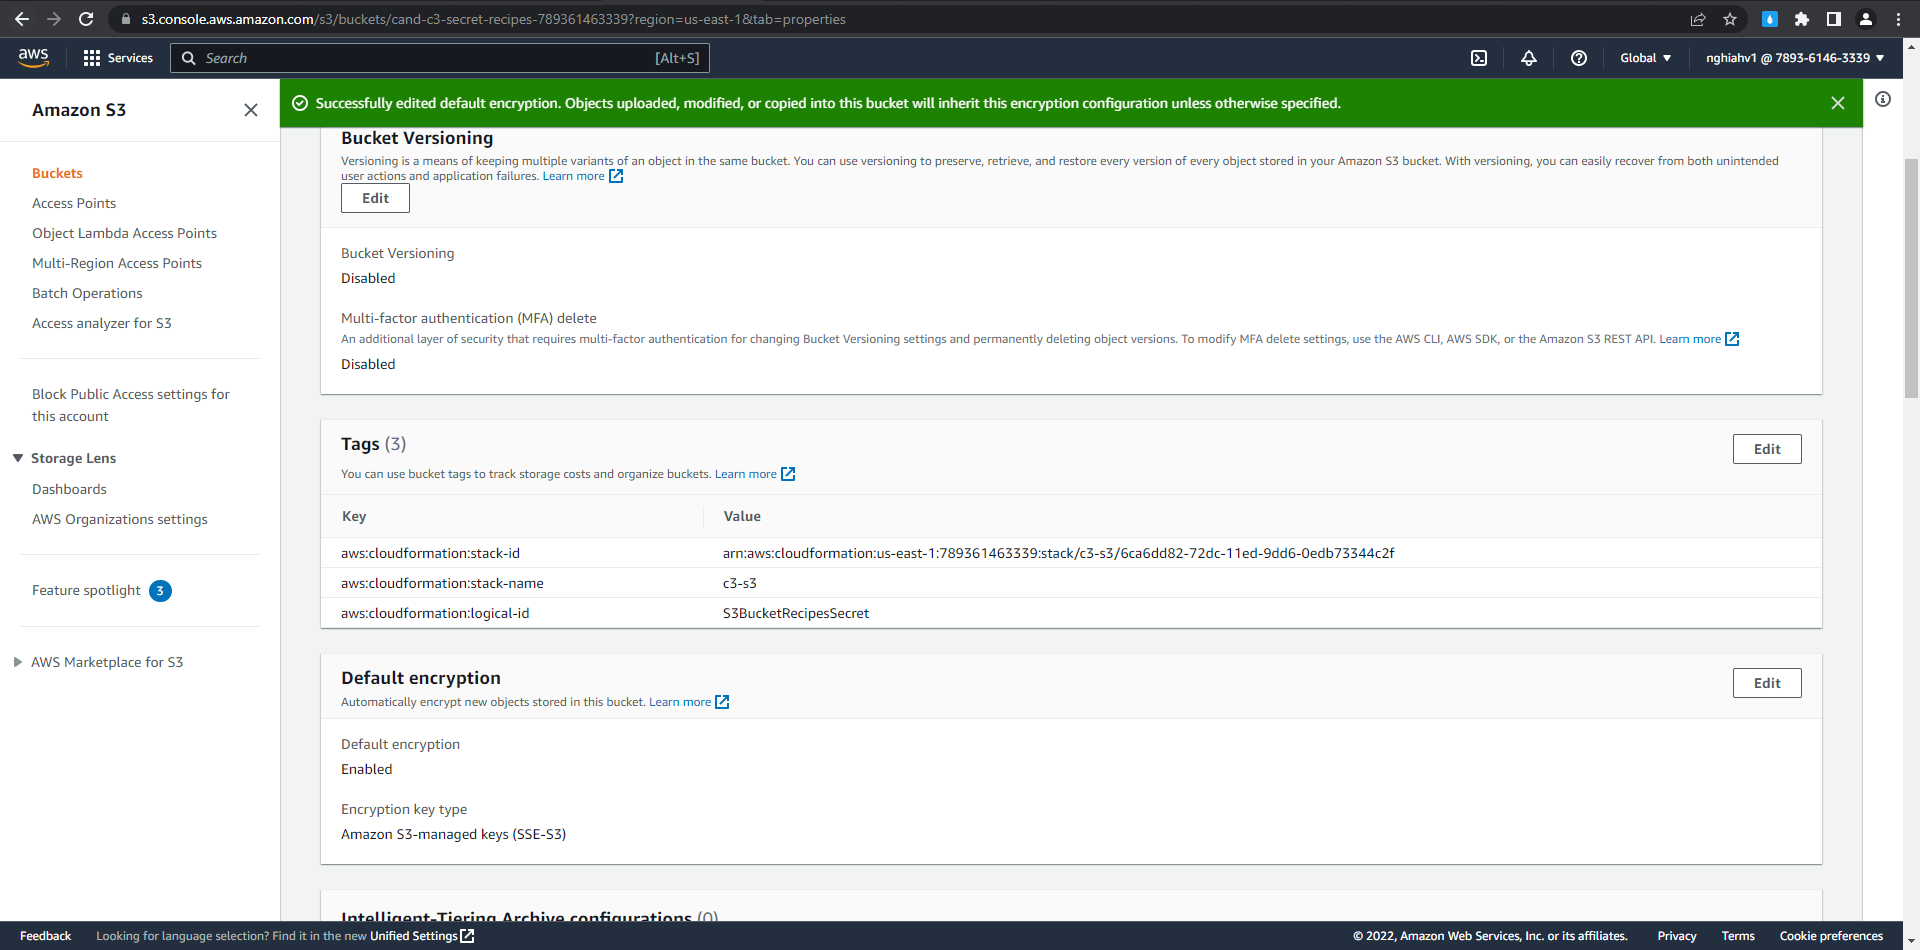 s3.console.aws.amazon.com/s3/buckets/cand-c3-secret-recipes-789361463339?region=us-east-1&tab=properties
aws
Services
Search
[Alt+S]
Global
nghiahv1 @ 7893-6146-3339
Amazon S3
Buckets
Access Points
Object Lambda Access Points
Multi-Region Access Points
Batch Operations
Access analyzer for S3
Block Public Access settings for
this account
Storage Lens
Dashboards
AWS Organizations settings
Feature spotlight 3
AWS Marketplace for S3
Successfully edited default encryption. Objects uploaded, modified, or copied into this bucket will inherit this encryption configuration unless otherwise specified.
Bucket Versioning
Versioning is a means of keeping multiple variants of an object in the same bucket. You can use versioning to preserve, retrieve, and restore every version of every object stored in your Amazon S3 bucket. With versioning, you can easily recover from both unintended
user actions and application failures. Learn more
Edit
Bucket Versioning
Disabled
Multi-factor authentication (MFA) delete
An additional layer of security that requires multi-factor authentication for changing Bucket Versioning settings and permanently deleting object versions. To modify MFA delete settings, use the AWS CLI, AWS SDK, or the Amazon S3 REST API. Learn more
Disabled
Tags (3)
Edit
You can use bucket tags to track storage costs and organize buckets. Learn more
Key Value
aws:cloudformation:stack-id arn:aws:cloudformation:us-east-1:789361463339:stack/c3-s3/6ca6dd82-72dc-11ed-9dd6-0edb73344c2f
aws:cloudformation:stack-name c3-s3
aws:cloudformation:logical-id S3BucketRecipesSecret
Default encryption
Edit
Automatically encrypt new objects stored in this bucket. Learn more
Default encryption
Enabled
Encryption key type
Amazon S3-managed keys (SSE-S3)
Intelligent-Tiering Archive configurations (0)
Feedback
Looking for language selection? Find it in the new Unified Settings
© 2022, Amazon Web Services, Inc. or its affiliates.
Privacy
Terms
Cookie preferences